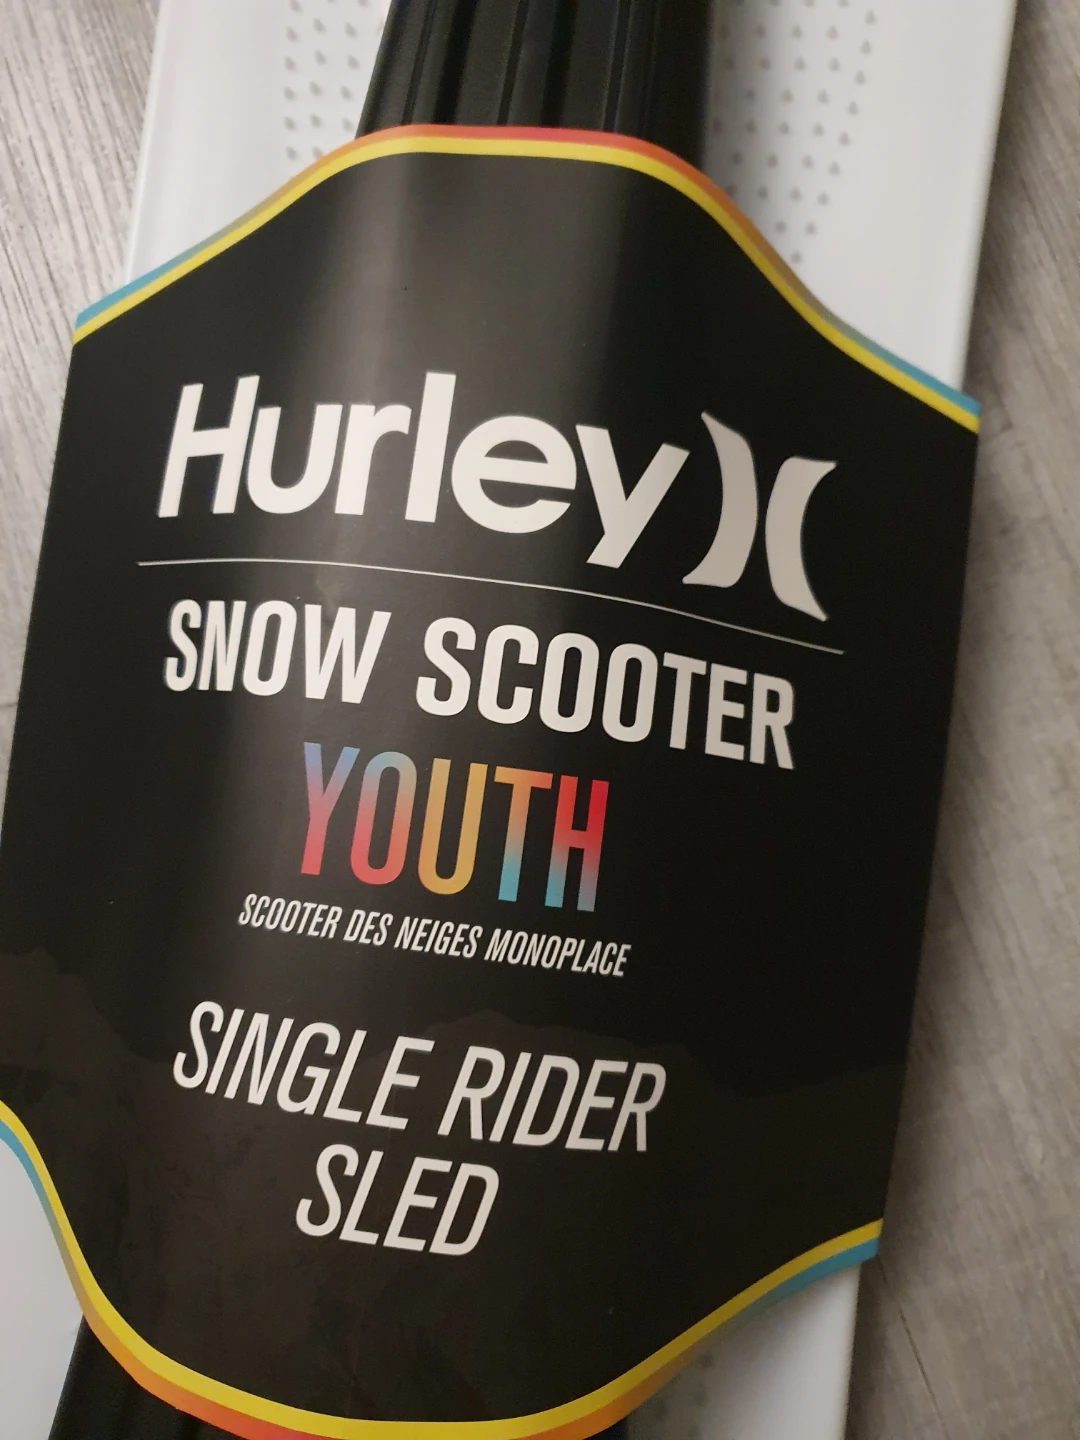 Hurley
SNOW SCOOTER
YOUTH
SCOOTER DES NEIGES MONOPLACE
SINGLE RIDER
SLED